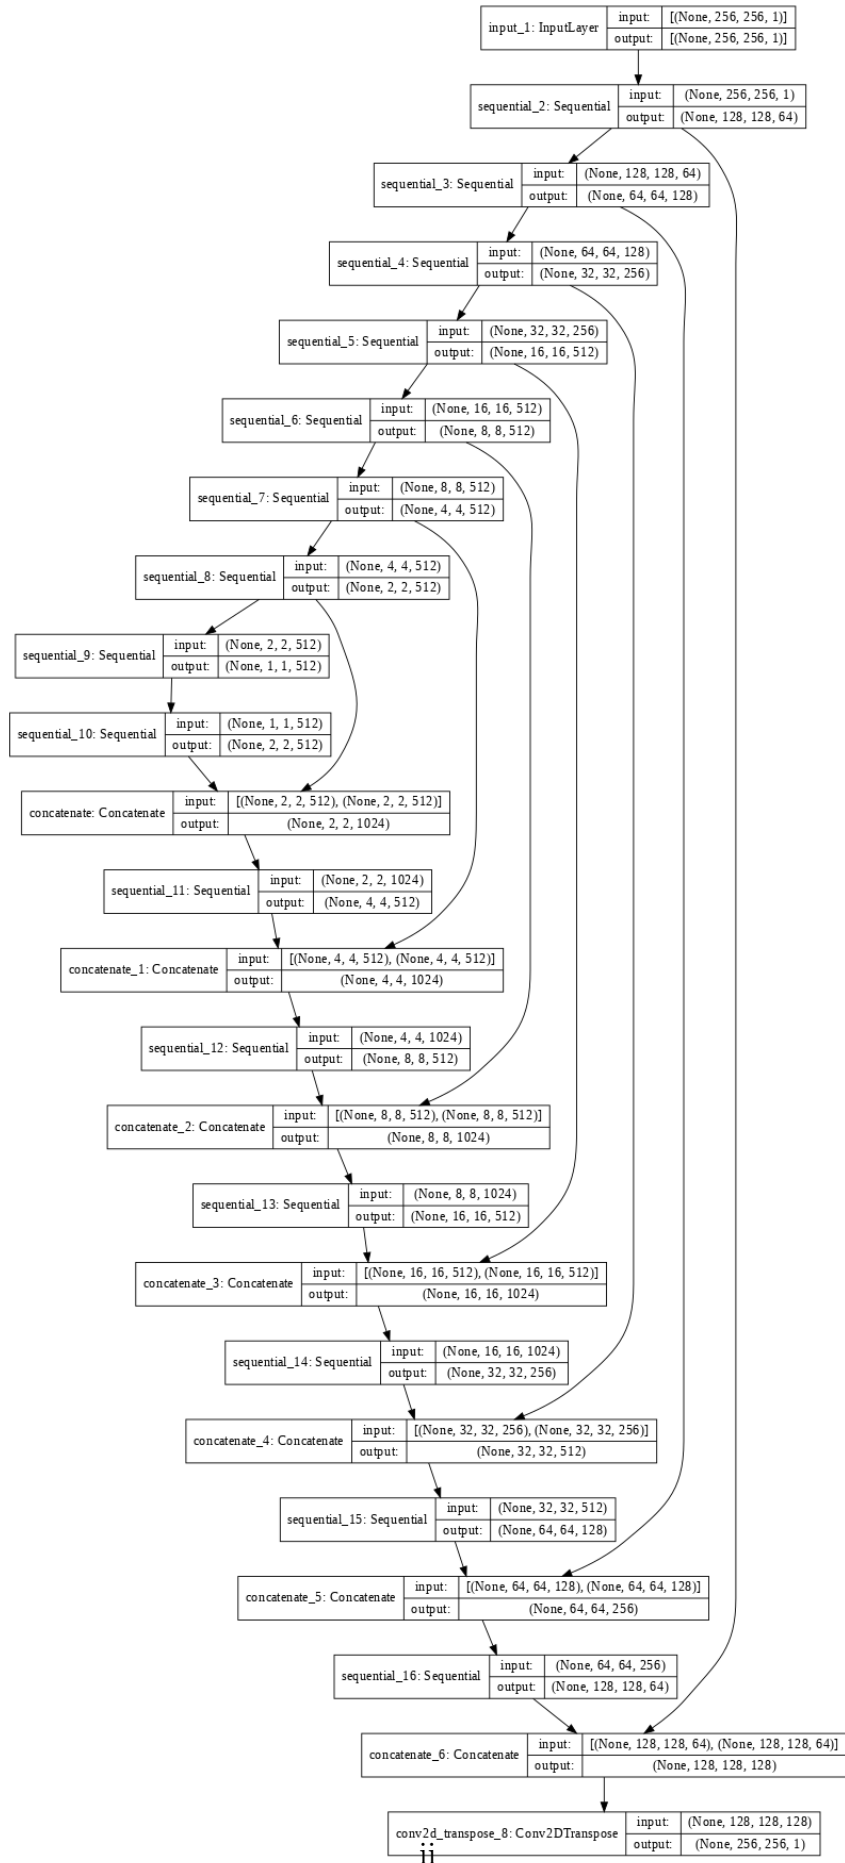 input_1: InputLayer
input: [(None, 256, 256, 1)]
output: [(None, 256, 256, 1)]
sequential_2: Sequential
input: (None, 256, 256, 1)
output: (None, 128, 128, 64)
sequential_3: Sequential
input: (None, 128, 128, 64)
output: (None, 64, 64, 128)
sequential_4: Sequential
input: (None, 64, 64, 128)
output: (None, 32, 32, 256)
sequential_5: Sequential
input: (None, 32, 32, 256)
output: (None, 16, 16, 512)
sequential_6: Sequential
input: (None, 16, 16, 512)
output: (None, 8, 8, 512)
sequential_7: Sequential
input: (None, 8, 8, 512)
output: (None, 4, 4, 512)
sequential_8: Sequential
input: (None, 4, 4, 512)
output: (None, 2, 2, 512)
sequential_9: Sequential
input: (None, 2, 2, 512)
output: (None, 1, 1, 512)
sequential_10: Sequential
input: (None, 1, 1, 512)
output: (None, 2, 2, 512)
concatenate: Concatenate
input: [(None, 2, 2, 512), (None, 2, 2, 512)]
output: (None, 2, 2, 1024)
sequential_11: Sequential
input: (None, 2, 2, 1024)
output: (None, 4, 4, 512)
concatenate_1: Concatenate
input: [(None, 4, 4, 512), (None, 4, 4, 512)]
output: (None, 4, 4, 1024)
sequential_12: Sequential
input: (None, 4, 4, 1024)
output: (None, 8, 8, 512)
concatenate_2: Concatenate
input: [(None, 8, 8, 512), (None, 8, 8, 512)]
output: (None, 8, 8, 1024)
sequential_13: Sequential
input: (None, 8, 8, 1024)
output: (None, 16, 16, 512)
concatenate_3: Concatenate
input: [(None, 16, 16, 512), (None, 16, 16, 512)]
output: (None, 16, 16, 1024)
sequential_14: Sequential
input: (None, 16, 16, 1024)
output: (None, 32, 32, 256)
concatenate_4: Concatenate
input: [(None, 32, 32, 256), (None, 32, 32, 256)]
output: (None, 32, 32, 512)
sequential_15: Sequential
input: (None, 32, 32, 512)
output: (None, 64, 64, 128)
concatenate_5: Concatenate
input: [(None, 64, 64, 128), (None, 64, 64, 128)]
output: (None, 64, 64, 256)
sequential_16: Sequential
input: (None, 64, 64, 256)
output: (None, 128, 128, 64)
concatenate_6: Concatenate
input: [(None, 128, 128, 64), (None, 128, 128, 64)]
output: (None, 128, 128, 128)
conv2d_transpose_8: Conv2DTranspose
input: (None, 128, 128, 128)
output: (None, 256, 256, 1)
ii